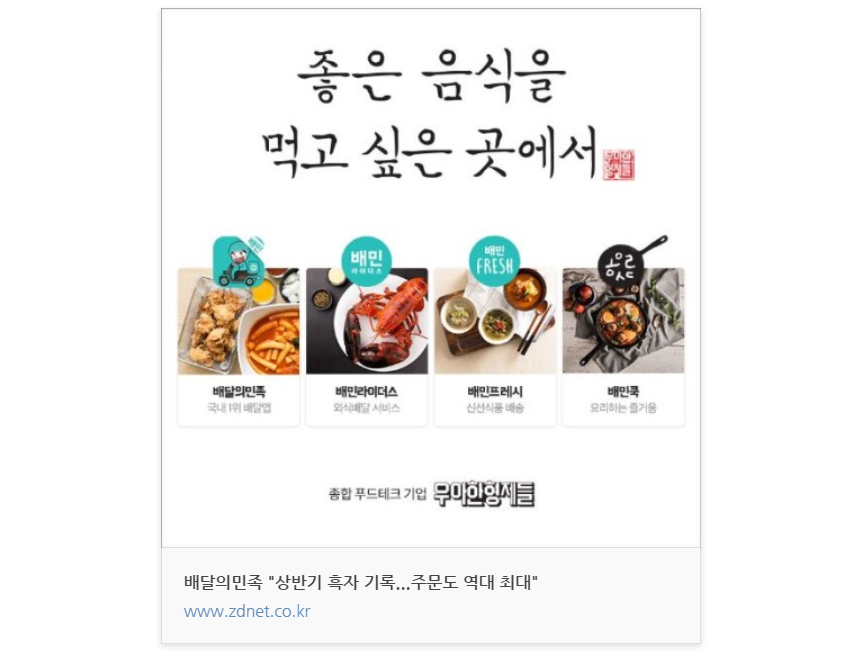 좋은 음식을
먹고 싶은 곳에서
우아한
형제들
배민
배민
라이더스
배민
FRESH
배달의민족
국내 1위 배달앱
배민라이더스
외식배달 서비스
배민프레시
신선식품 배송
배민쿡
요리하는 즐거움
종합 푸드테크 기업 우아한형제들
배달의민족 "상반기 흑자 기록...주문도 역대 최대"
www.zdnet.co.kr